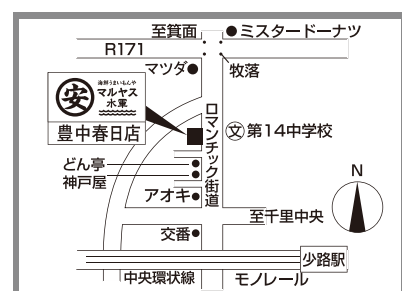 至箕面
ミスタードーナツ
R171
マツダ
牧落
海鮮うまいもんや
安
マルヤス
水軍
豊中春日店
ロマンチック街道
文
第14中学校
どん亭
神戸屋
アオキ
N
至千里中央
交番
少路駅
中央環状線
モノレール